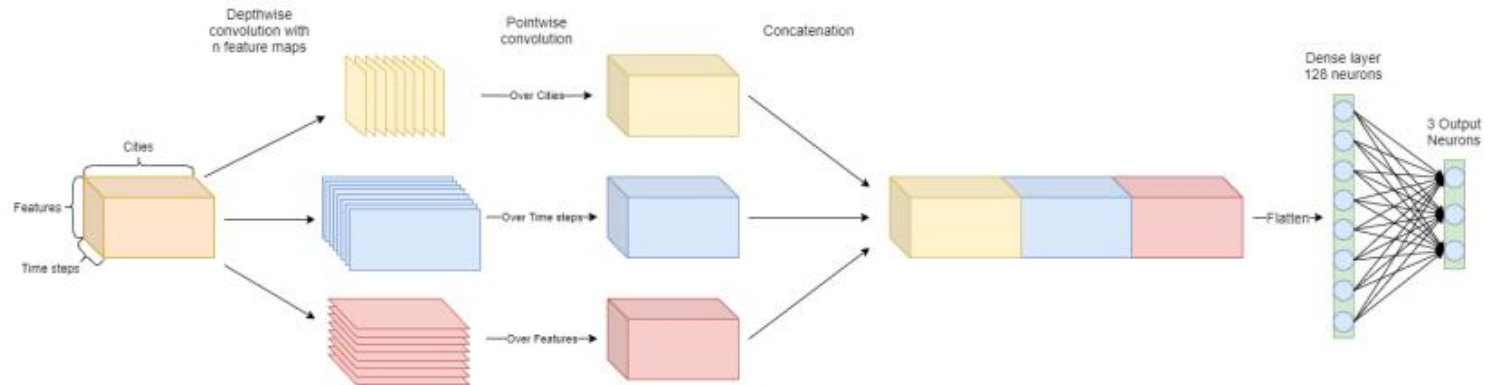 Depthwise
convolution with
n feature maps
Pointwise
convolution
Concatenation
Dense layer
128 neurons
3 Output
Neurons
Cities
Features
Time steps
Over Cities
Over Time steps
Over Features
Flatten